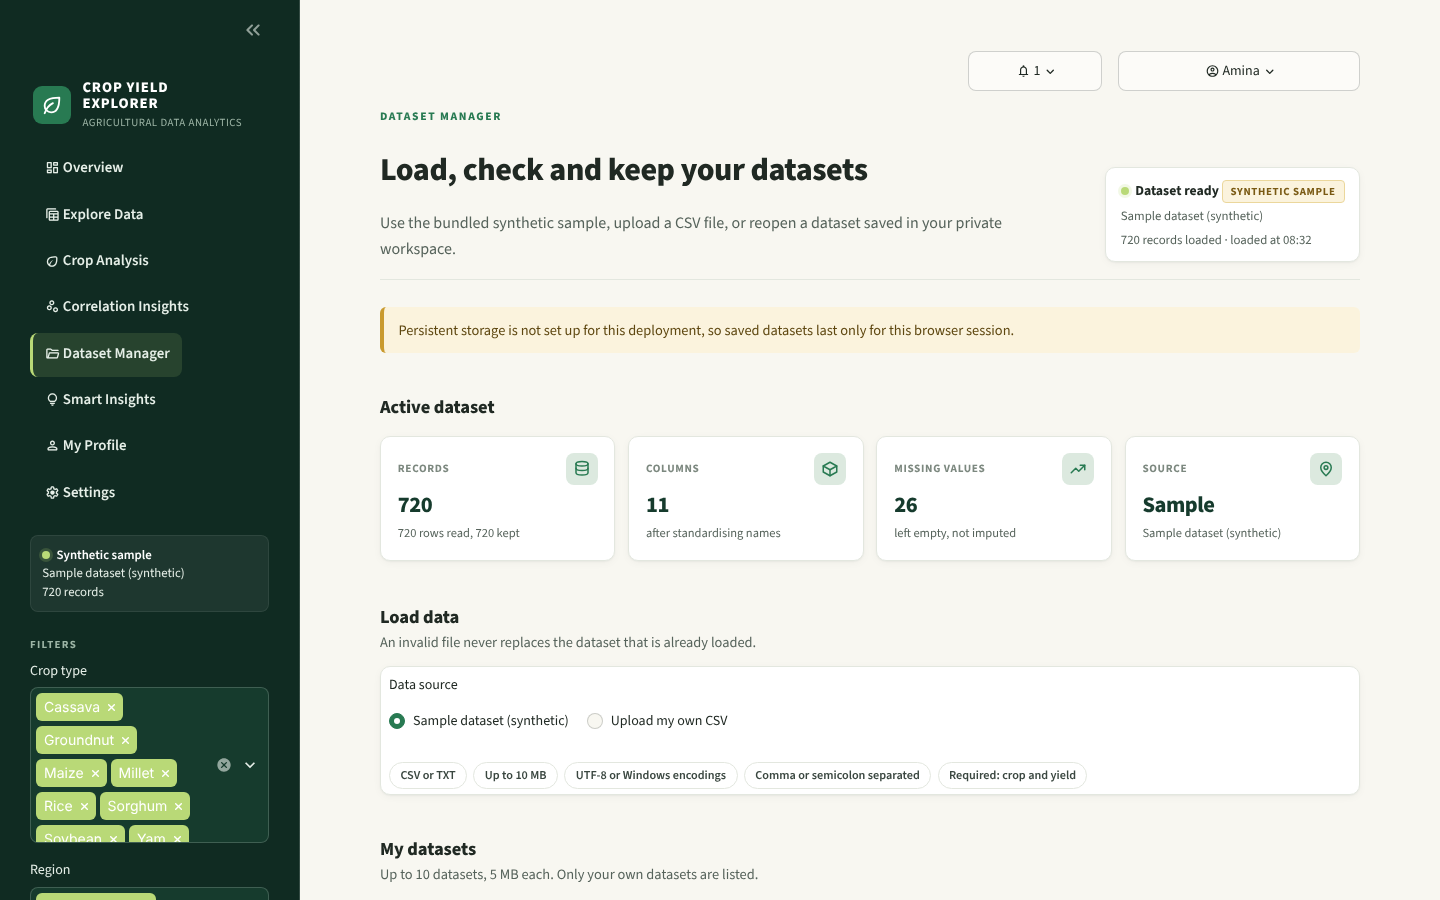 CROP YIELD
EXPLORER
AGRICULTURAL DATA ANALYTICS
Overview
Explore Data
Crop Analysis
Correlation Insights
Dataset Manager
Smart Insights
My Profile
Settings
Synthetic sample
Sample dataset (synthetic)
720 records
FILTERS
Crop type
Cassava ×
Groundnut ×
Maize × Millet ×
Rice × Sorghum ×
Soybean × Yam ×
Region
1
Amina
DATASET MANAGER
Load, check and keep your datasets
Use the bundled synthetic sample, upload a CSV file, or reopen a dataset saved in your private
workspace.
Dataset ready SYNTHETIC SAMPLE
Sample dataset (synthetic)
720 records loaded · loaded at 08:32
Persistent storage is not set up for this deployment, so saved datasets last only for this browser session.
Active dataset
RECORDS
720
720 rows read, 720 kept
COLUMNS
11
after standardising names
MISSING VALUES
26
left empty, not imputed
SOURCE
Sample
Sample dataset (synthetic)
Load data
An invalid file never replaces the dataset that is already loaded.
Data source
Sample dataset (synthetic) Upload my own CSV
CSV or TXT Up to 10 MB UTF-8 or Windows encodings Comma or semicolon separated Required: crop and yield
My datasets
Up to 10 datasets, 5 MB each. Only your own datasets are listed.